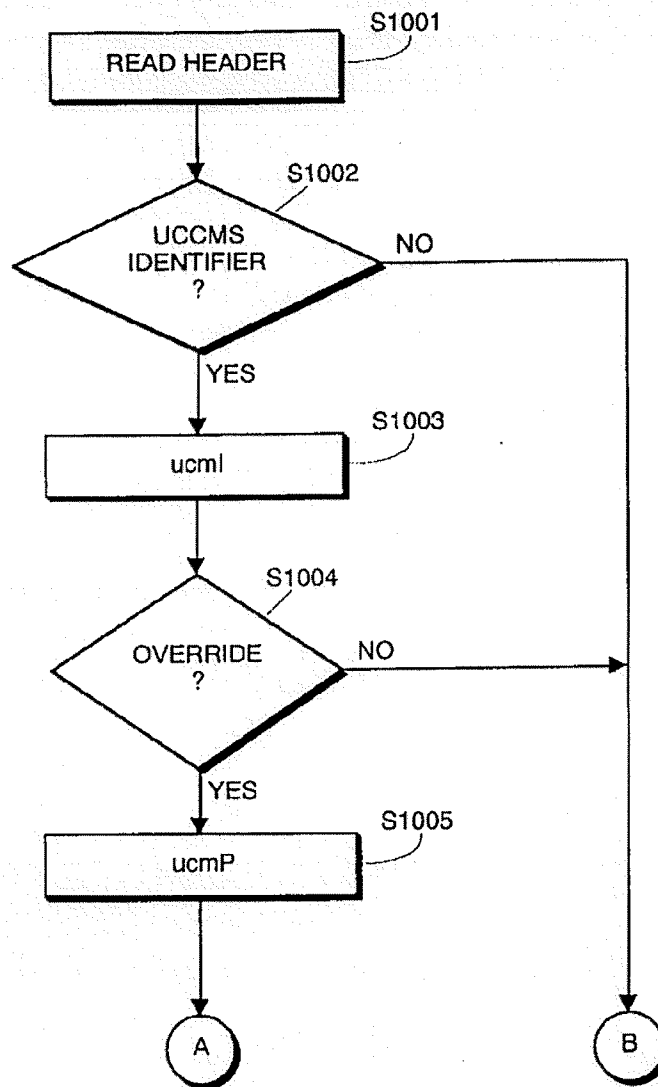 S1001
READ HEADER
S1002
UCCMS
IDENTIFIER
?
NO
YES
S1003
ucmI
S1004
OVERRIDE
?
NO
YES
S1005
ucmP
A
B